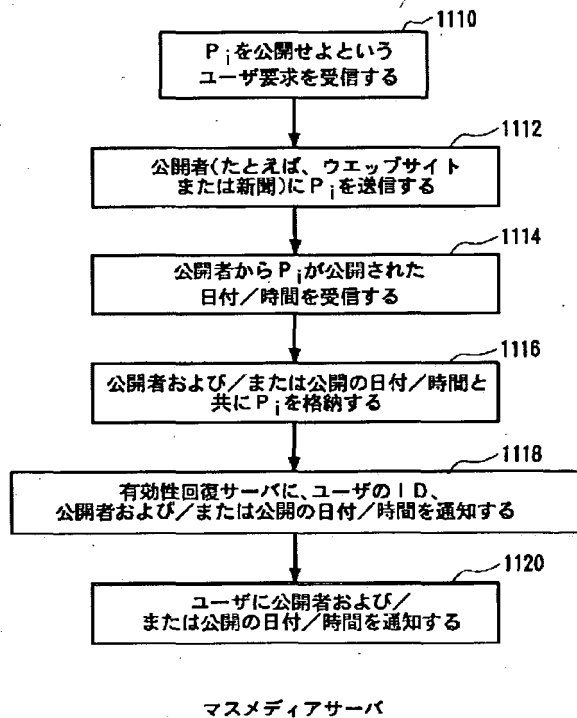 1110
Piを公開せよという
ユーザ要求を受信する
1112
公開者(たとえば、ウエッブサイト
または新聞)にPiを送信する
1114
公開者からPiが公開された
日付/時間を受信する
1116
公開者および/または公開の日付/時間と
共にPiを格納する
1118
有効性回復サーバに、ユーザのID、
公開者および/または公開の日付/時間を通知する
1120
ユーザに公開者および/
または公開の日付/時間を通知する
マスメディアサーバ